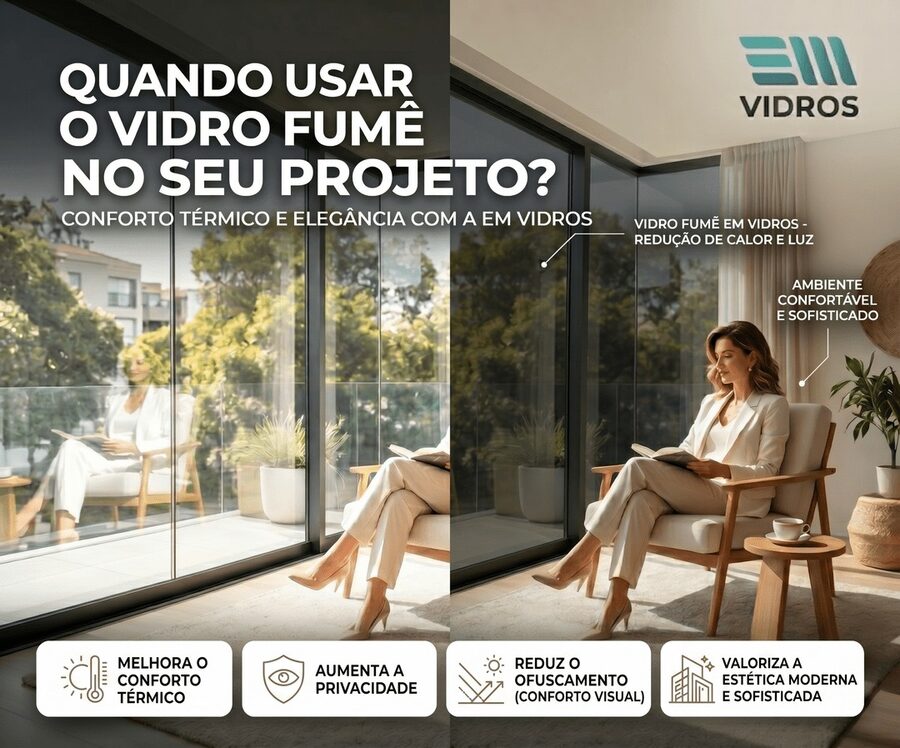 QUANDO USAR
O VIDRO FUMÊ
NO SEU PROJETO?
CONFORTO TÉRMICO E ELEGÂNCIA COM A EM VIDROS
EM
VIDROS
VIDRO FUMÊ EM VIDROS -
REDUÇÃO DE CALOR E LUZ
AMBIENTE
CONFORTÁVEL
E SOFISTICADO
MELHORA O
CONFORTO
TÉRMICO
AUMENTA A
PRIVACIDADE
REDUZ O
OFUSCAMENTO
(CONFORTO VISUAL)
VALORIZA A
ESTÉTICA MODERNA
E SOFISTICADA